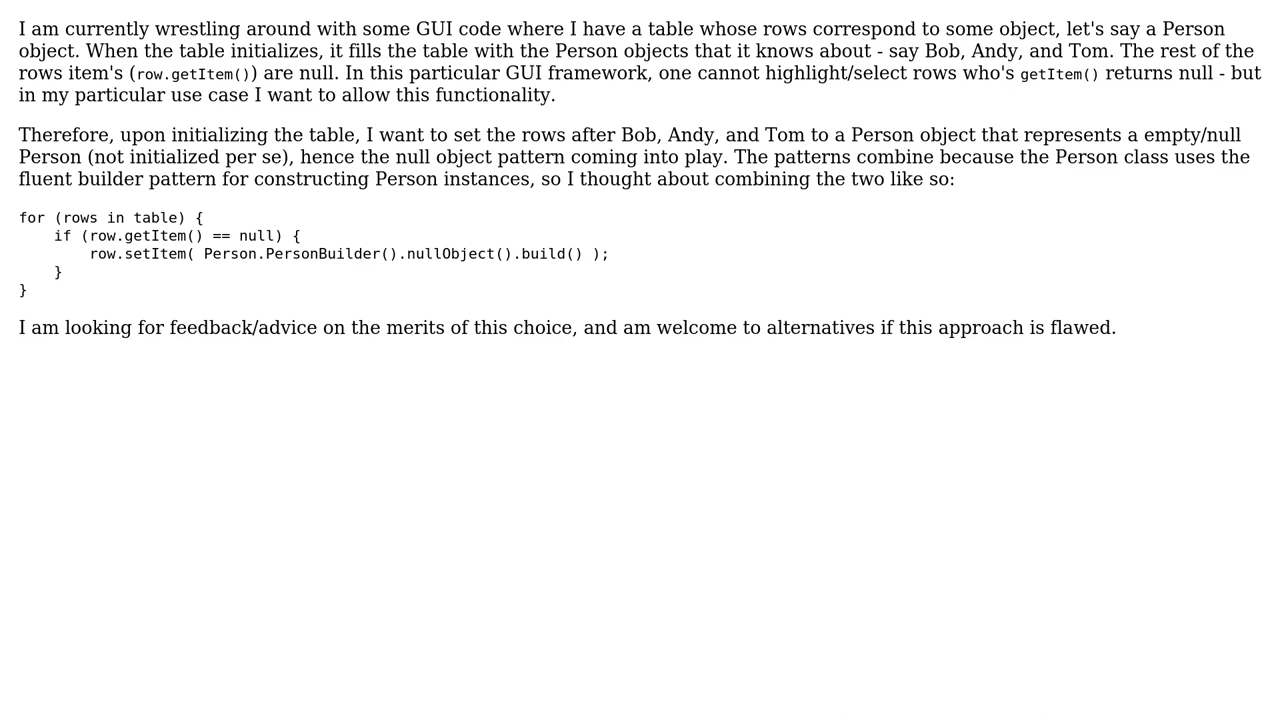 I am currently wrestling around with some GUI code where I have a table whose rows correspond to some object, let's say a Person
object. When the table initializes, it fills the table with the Person objects that it knows about - say Bob, Andy, and Tom. The rest of the
rows item's (row.getItem()) are null. In this particular GUI framework, one cannot highlight/select rows who's getItem() returns null - but
in my particular use case I want to allow this functionality.
Therefore, upon initializing the table, I want to set the rows after Bob, Andy, and Tom to a Person object that represents a empty/null
Person (not initialized per se), hence the null object pattern coming into play. The patterns combine because the Person class uses the
fluent builder pattern for constructing Person instances, so I thought about combining the two like so:
for (rows in table) {
    if (row.getItem() == null) {
        row.setItem( Person.PersonBuilder().nullObject().build() );
    }
}
I am looking for feedback/advice on the merits of this choice, and am welcome to alternatives if this approach is flawed.